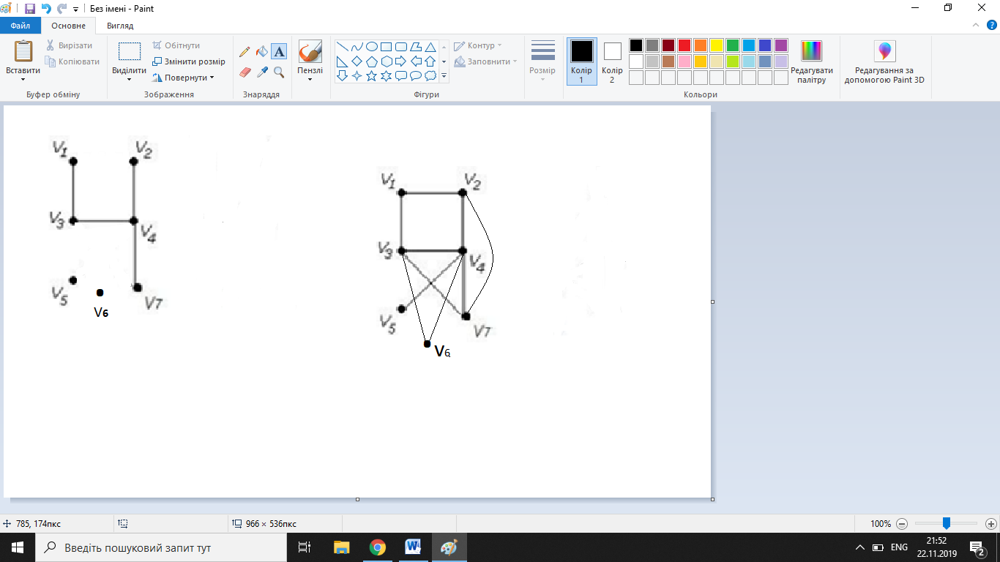 Без імені - Paint
Файл Основне Вигляд
Вставити
Вирізати
Копіювати
Буфер обміну
Виділити
Обітнути
Змінити розмір
Повернути
Зображення
Знаряддя
Пензлі
Контур
Заповнити
Фігури
Розмір
Колір 1
Колір 2
Кольори
Редагувати палітру
Редагування за допомогою Paint 3D
V1 V2
V3 V4
V5 V6 V7
V1 V2
V3 V4
V5 V7
V6
785, 174пкс
966 × 536пкс
100%
Введіть пошуковий запит тут
W
ENG
21:52
22.11.2019
2